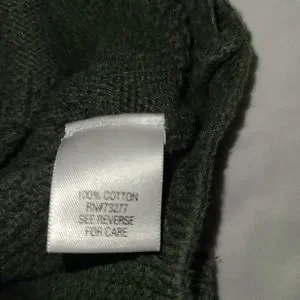 100% COTTON
RN#73277
SEE REVERSE
FOR CARE